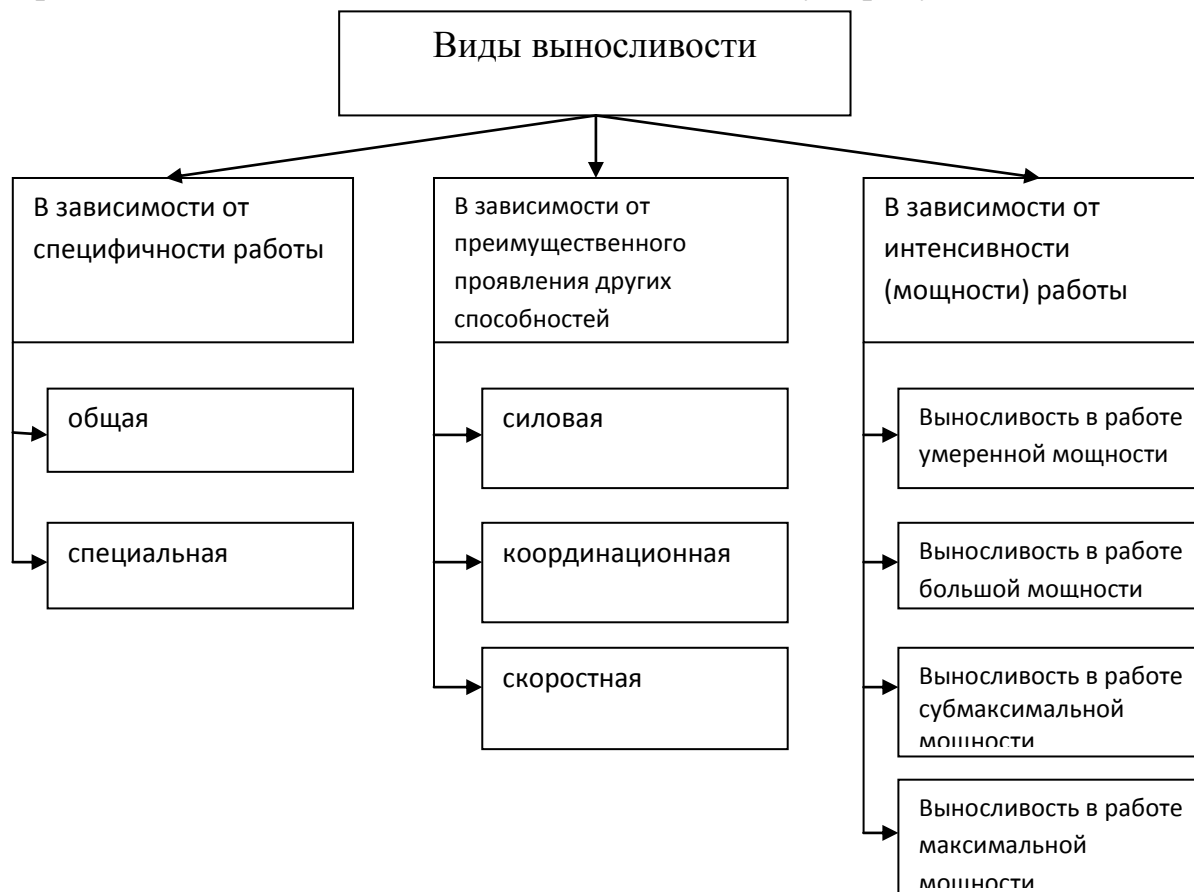 Виды выносливости
В зависимости от
специфичности работы
В зависимости от
преимущественного
проявления других
способностей
В зависимости от
интенсивности
(мощности) работы
общая
специальная
силовая
координационная
скоростная
Выносливость в работе
умеренной мощности
Выносливость в работе
большой мощности
Выносливость в работе
субмаксимальной
мощности
Выносливость в работе
максимальной
мощности